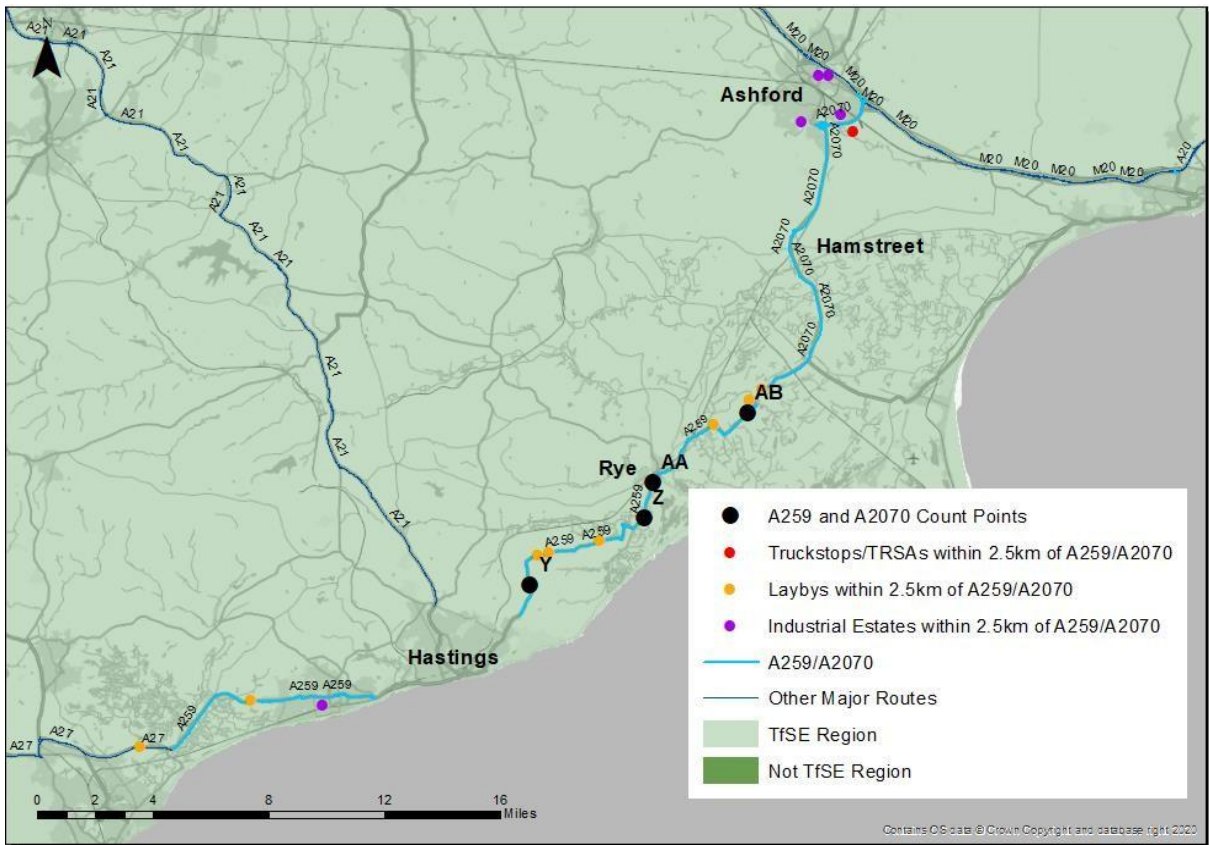 N
A21
A21
A21
A21
A21
A21
A21
A21
A21
A21
A21
A21
A21
A21
M20
M20
M20
M20
M20
M20
M20
M20
M20
A20
Ashford
A2070
A2070
A2070
A2070
Hamstreet
A2070
A2070
A2070
AB
A259
Rye
AA
A259
Z
A259
A259
Y
Hastings
A259
A259
A259
A27
A27
A27
A259 and A2070 Count Points
Truckstops/TRSAs within 2.5km of A259/A2070
Laybys within 2.5km of A259/A2070
Industrial Estates within 2.5km of A259/A2070
A259/A2070
Other Major Routes
TfSE Region
Not TfSE Region
0 2 4 8 12 16
Miles
Contains OS data © Crown Copyright and database right 2020